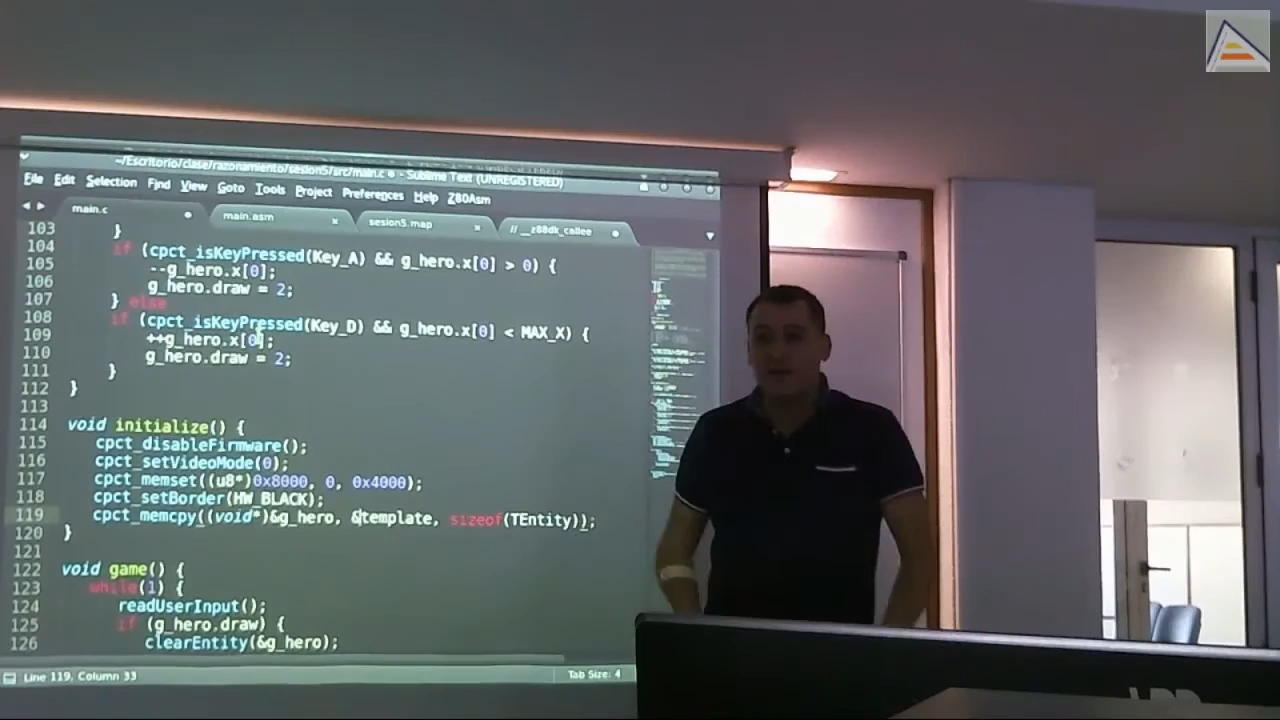 ~/Escritorio/clase/razonamiento/sesion5/src/main.c • - Sublime Text (UNREGISTERED)
File Edit Selection Find View Goto Tools Project Preferences Help Z80Asm
main.c main.asm sesion5.map // __z88dk_callee
103 }
104 if (cpct_isKeyPressed(Key_A) && g_hero.x[0] > 0) {
105 --g_hero.x[0];
106 g_hero.draw = 2;
107 } else
108 if (cpct_isKeyPressed(Key_D) && g_hero.x[0] < MAX_X) {
109 ++g_hero.x[0];
110 g_hero.draw = 2;
111 }
112 }
113
114 void initialize() {
115 cpct_disableFirmware();
116 cpct_setVideoMode(0);
117 cpct_memset((u8*)0x8000, 0, 0x4000);
118 cpct_setBorder(HW_BLACK);
119 cpct_memcpy((void*)&g_hero, &template, sizeof(TEntity));
120 }
121
122 void game() {
123 while(1) {
124 readUserInput();
125 if (g_hero.draw) {
126 clearEntity(&g_hero);
Line 119, Column 33 Tab Size: 4